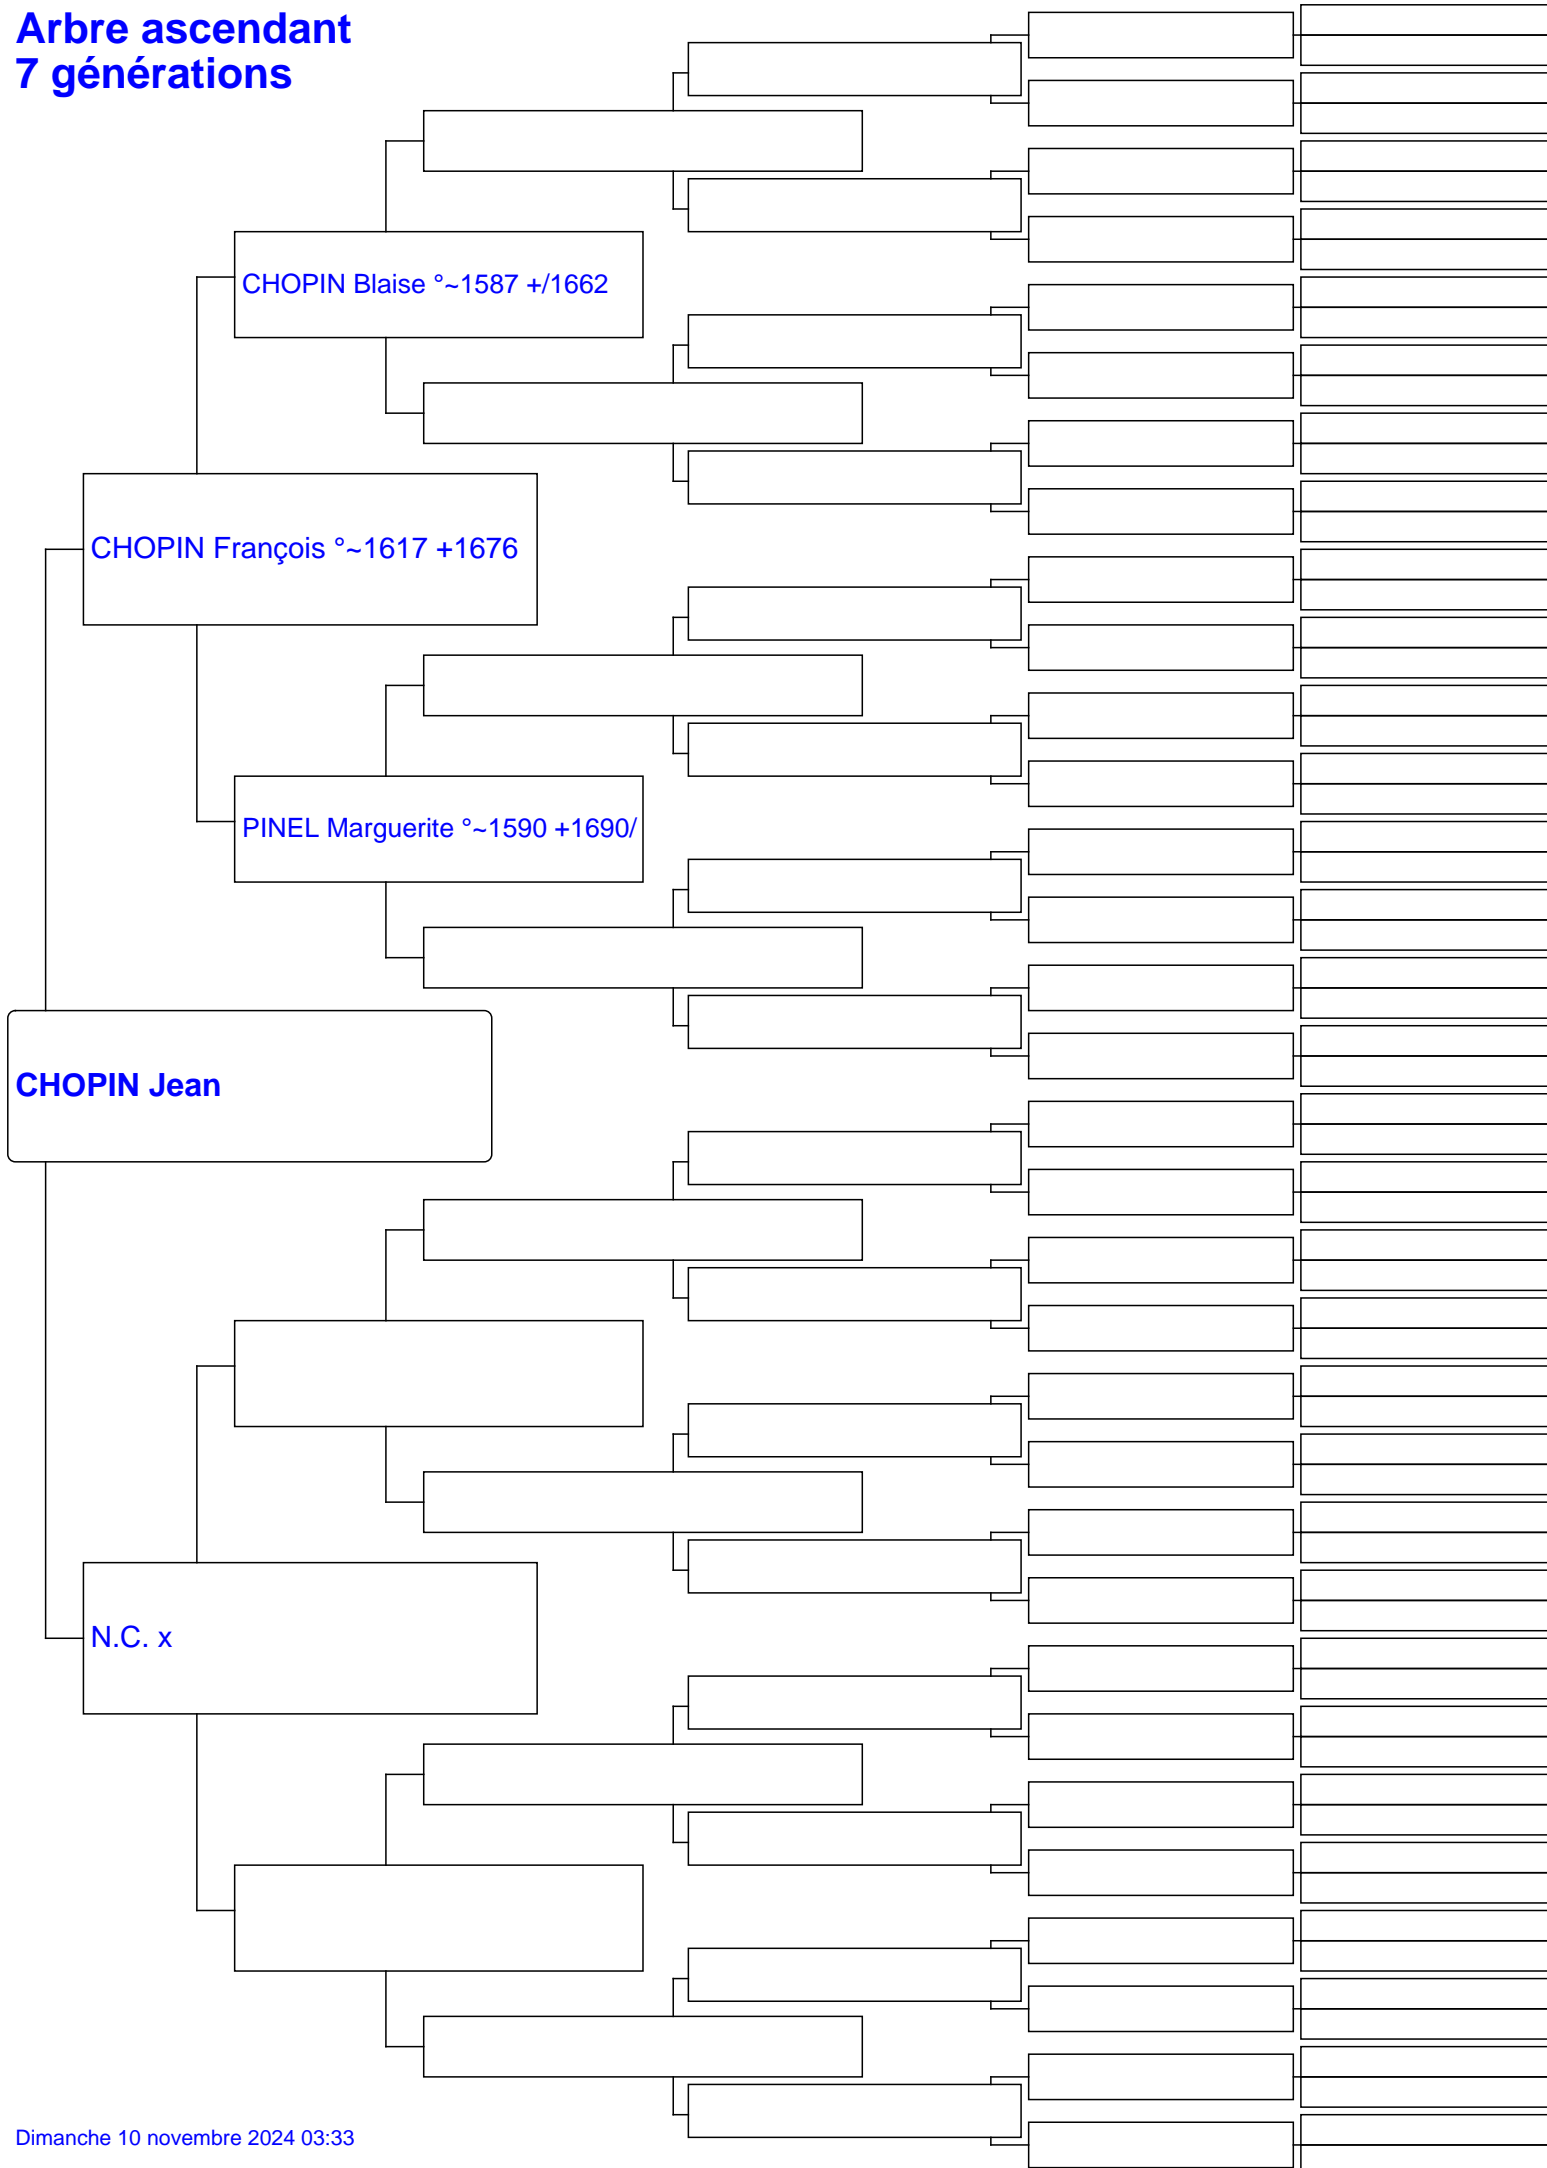 Arbre ascendant
7 générations
CHOPIN Blaise °~1587 +/1662
CHOPIN François °~1617 +1676
PINEL Marguerite °~1590 +1690/
CHOPIN Jean
N.C. x
Dimanche 10 novembre 2024 03:33